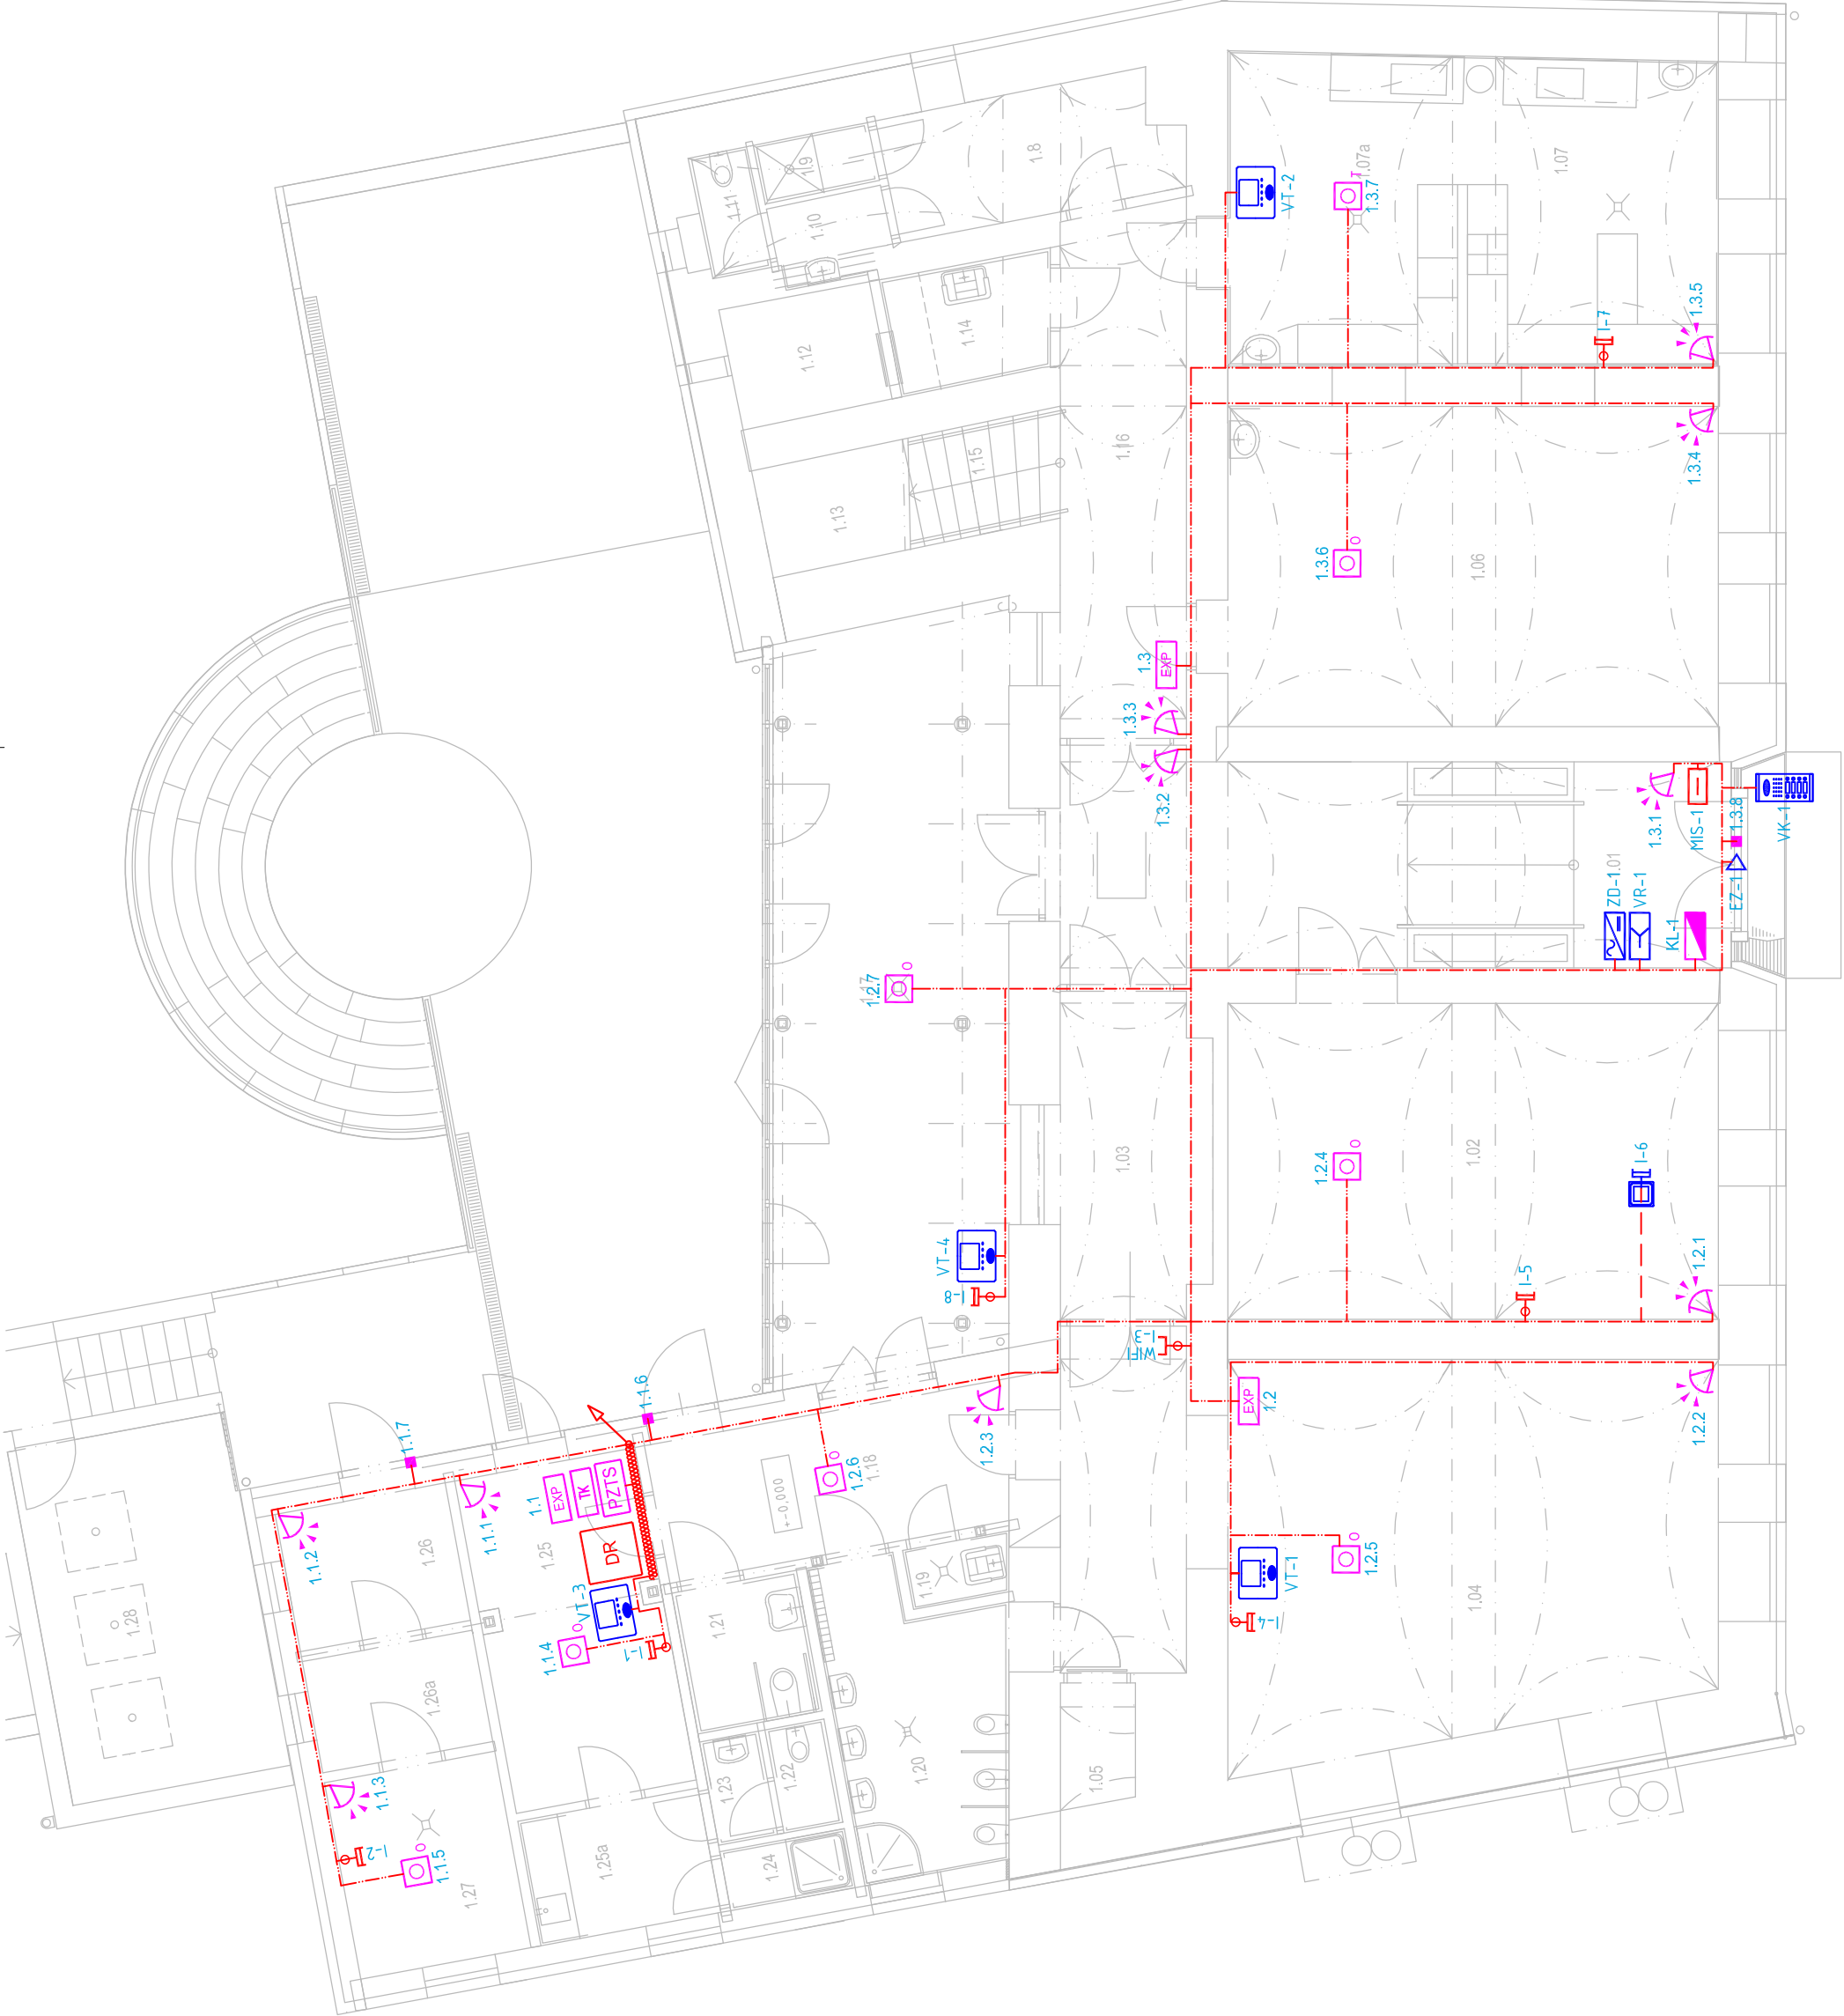 1.11
1.9
1.10
1.8
VT-2
1.07a
T
1.3.7
1.07
1.12
1.14
I-7
1.3.5
1.13
1.15
1.16
1.3.4
1.3.6
O
1.06
1.3
EXP
1.3.3
1.3.2
1.3.1
MIS-1
1.3.8
VK-1
ZD-1
.01
VR-1
KL-1
EZ-1
1.17
1.2.7
O
1.03
1.2.4
O
1.02
I-6
VT-4
I-8
I-5
1.2.1
WIFI
I-3
EXP
1.2
1.2.2
1.1.6
1.1.7
1.2.3
1.2.6
O
1.18
+-0,000
1.1
EXP
TK
PZTS
DR
1.1.1
1.1.2
1.25
1.26
1.28
VT-3
1.1.4
O
I-1
1.21
1.19
VT-1
I-4
1.2.5
O
1.04
1.26a
1.1.3
I-2
O
1.1.5
1.27
1.25a
1.23
1.22
1.24
1.20
1.05